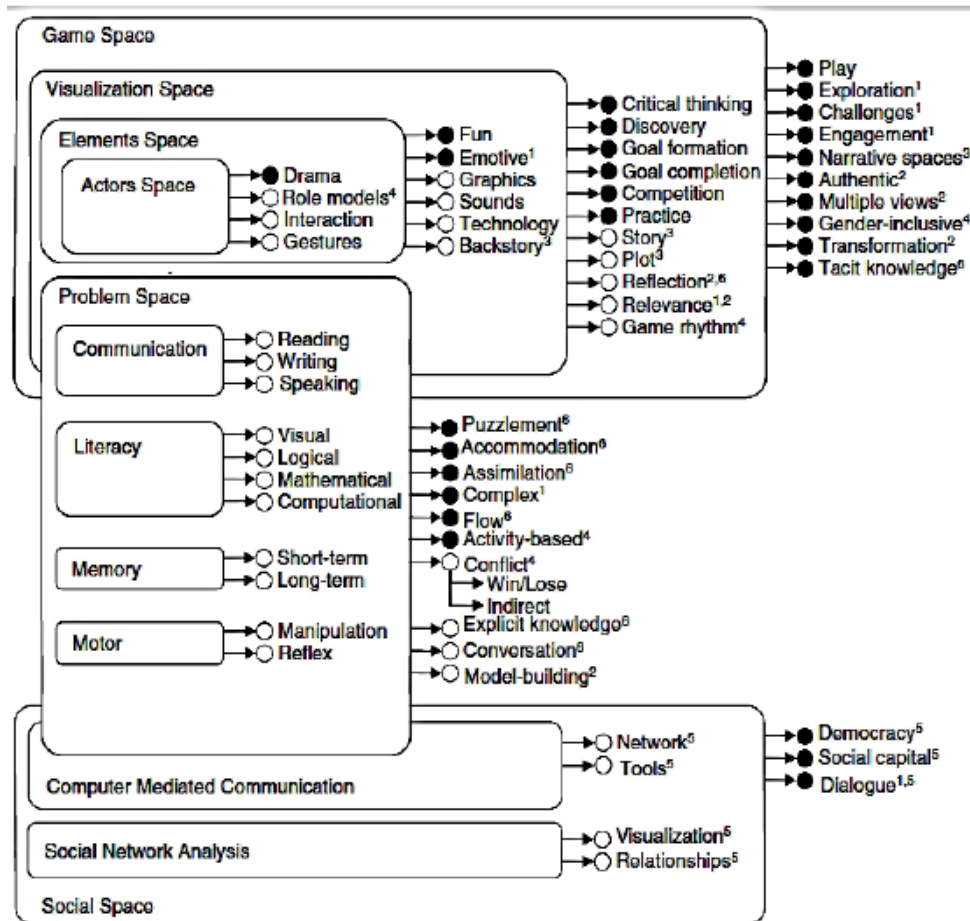 Game Space
Play
Exploration¹
Challenges¹
Engagement¹
Narrative spaces³
Authentic²
Multiple views²
Gender-inclusive⁴
Transformation²
Tacit knowledge⁶
Visualization Space
Critical thinking
Discovery
Goal formation
Goal completion
Competition
Practice
Story³
Plot³
Reflection²,⁶
Relevance¹,²
Game rhythm⁴
Elements Space
Fun
Emotive¹
Graphics
Sounds
Technology
Backstory³
Actors Space
Drama
Role models⁴
Interaction
Gestures
Problem Space
Communication
Reading
Writing
Speaking
Literacy
Visual
Logical
Mathematical
Computational
Memory
Short-term
Long-term
Motor
Manipulation
Reflex
Puzzlement⁶
Accommodation⁶
Assimilation⁶
Complex¹
Flow⁶
Activity-based⁴
Conflict⁴
Win/Lose
Indirect
Explicit knowledge⁶
Conversation⁶
Model-building²
Computer Mediated Communication
Network⁵
Tools⁵
Social Network Analysis
Visualization⁵
Relationships⁵
Social Space
Democracy⁵
Social capital⁵
Dialogue¹,⁵